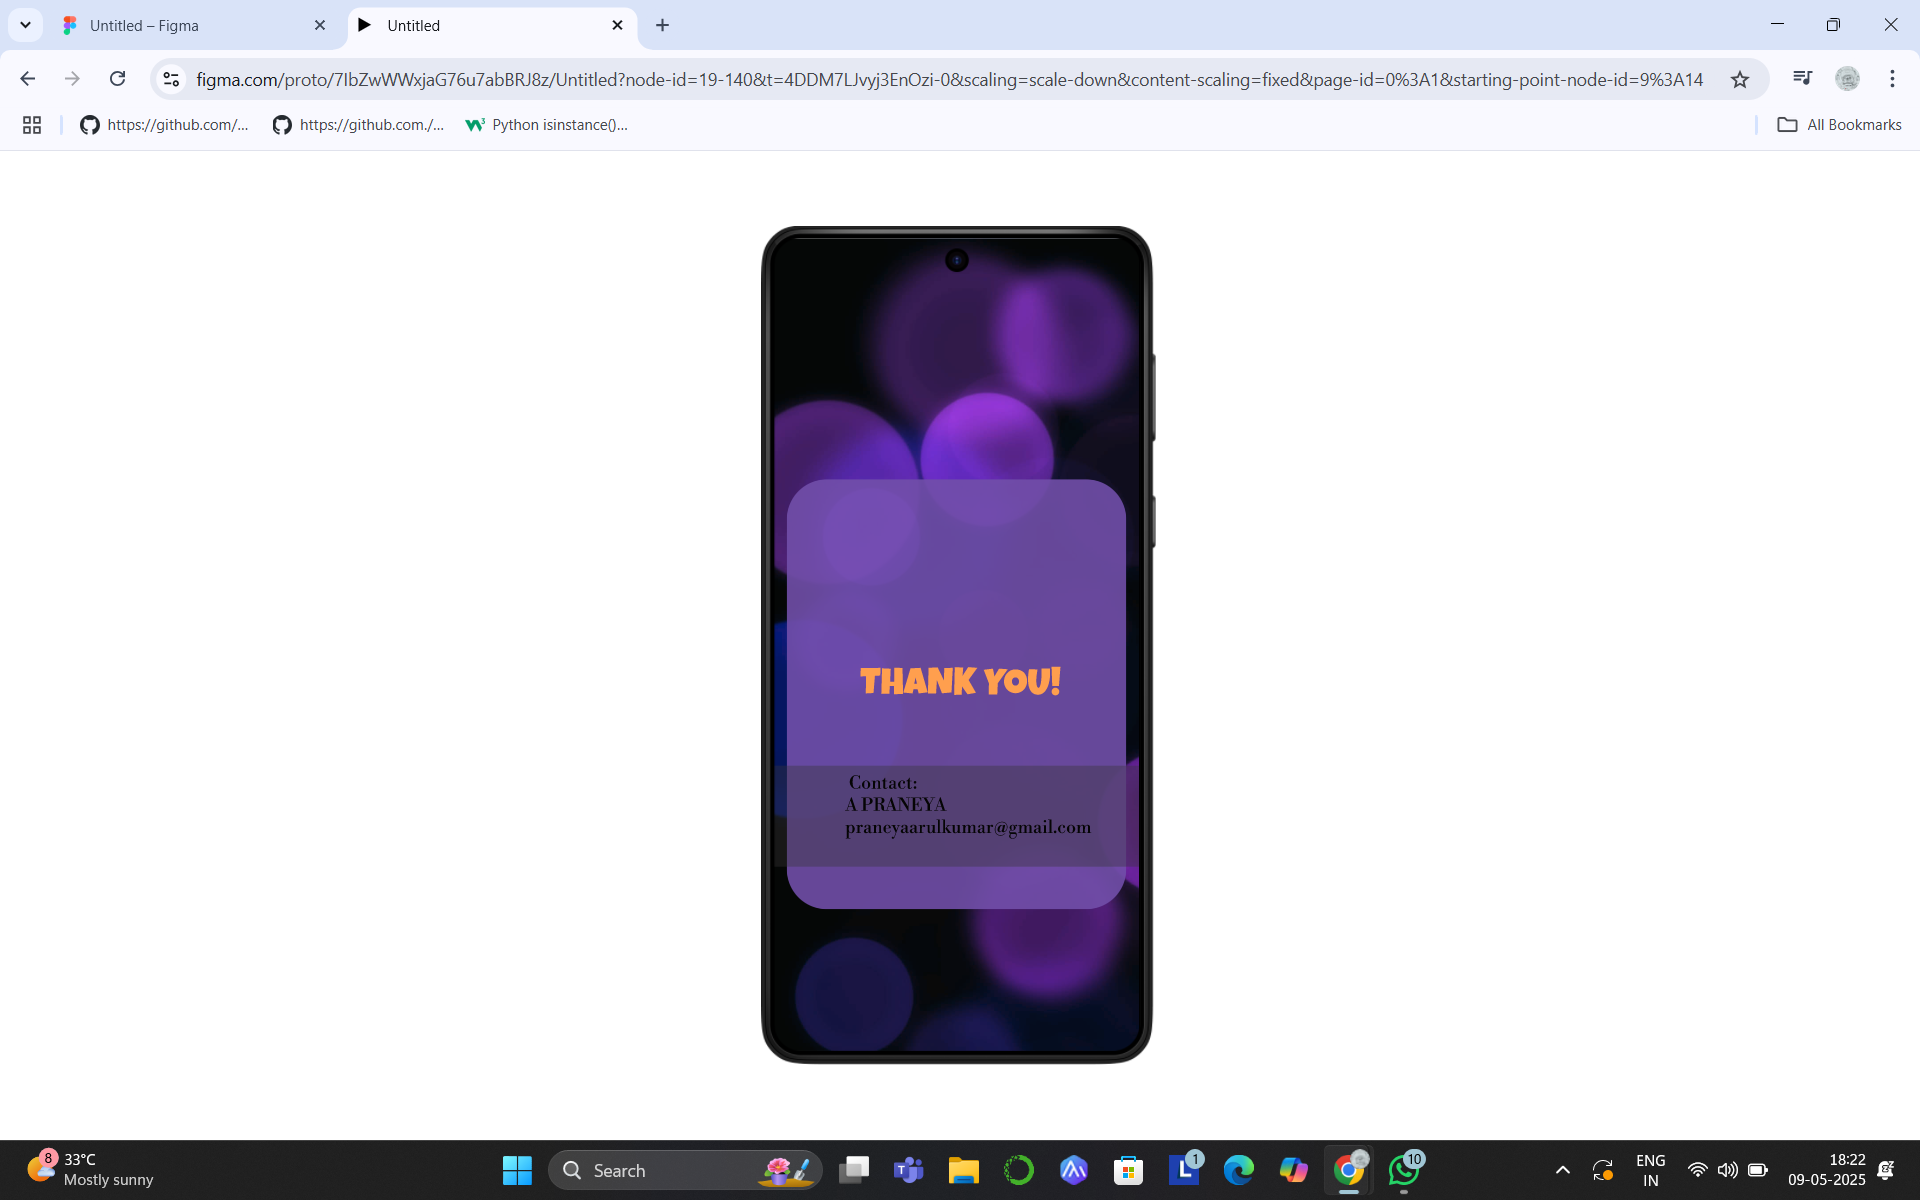 Untitled – Figma
Untitled
figma.com/proto/7IbZwWWxjaG76u7abBRJ8z/Untitled?node-id=19-140&t=4DDM7LJvyj3EnOzi-0&scaling=scale-down&content-scaling=fixed&page-id=0%3A1&starting-point-node-id=9%3A14
https://github.com/...
https://github.com./...
Python isinstance()...
All Bookmarks
THANK YOU!
Contact:
A PRANEYA
praneyaarulkumar@gmail.com
8
33°C
Mostly sunny
Search
1
10
ENG
IN
18:22
09-05-2025